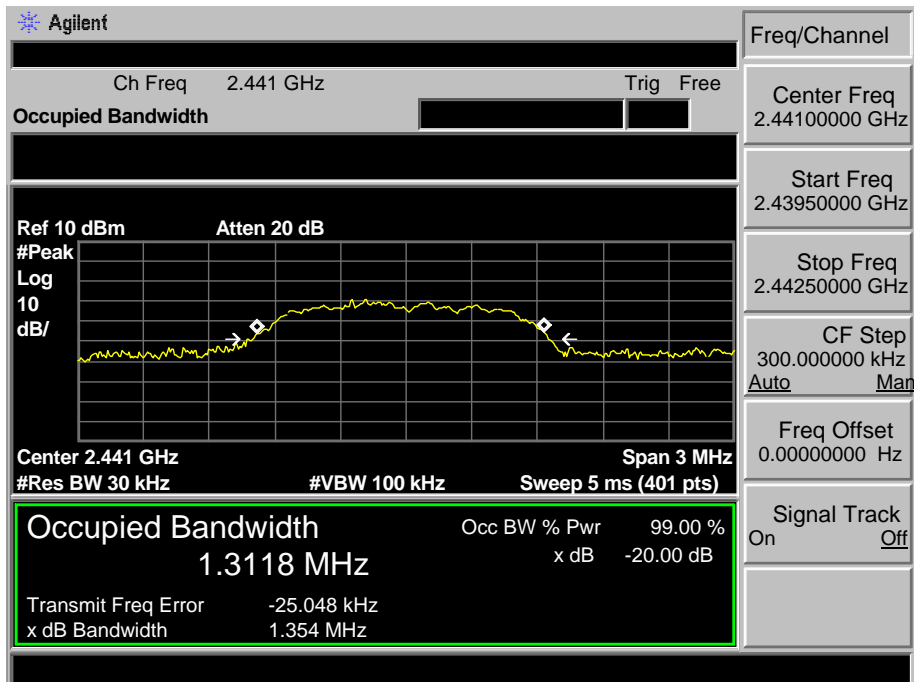 Agilent
Freq/Channel
Ch Freq 2.441 GHz Trig Free
Occupied Bandwidth
Center Freq
2.44100000 GHz
Start Freq
2.43950000 GHz
Stop Freq
2.44250000 GHz
CF Step
300.000000 kHz
Auto Man
Freq Offset
0.00000000 Hz
Signal Track
On Off
Ref 10 dBm Atten 20 dB
#Peak
Log
10
dB/
Center 2.441 GHz Span 3 MHz
#Res BW 30 kHz #VBW 100 kHz Sweep 5 ms (401 pts)
Occupied Bandwidth Occ BW % Pwr 99.00 %
1.3118 MHz x dB -20.00 dB
Transmit Freq Error -25.048 kHz
x dB Bandwidth 1.354 MHz